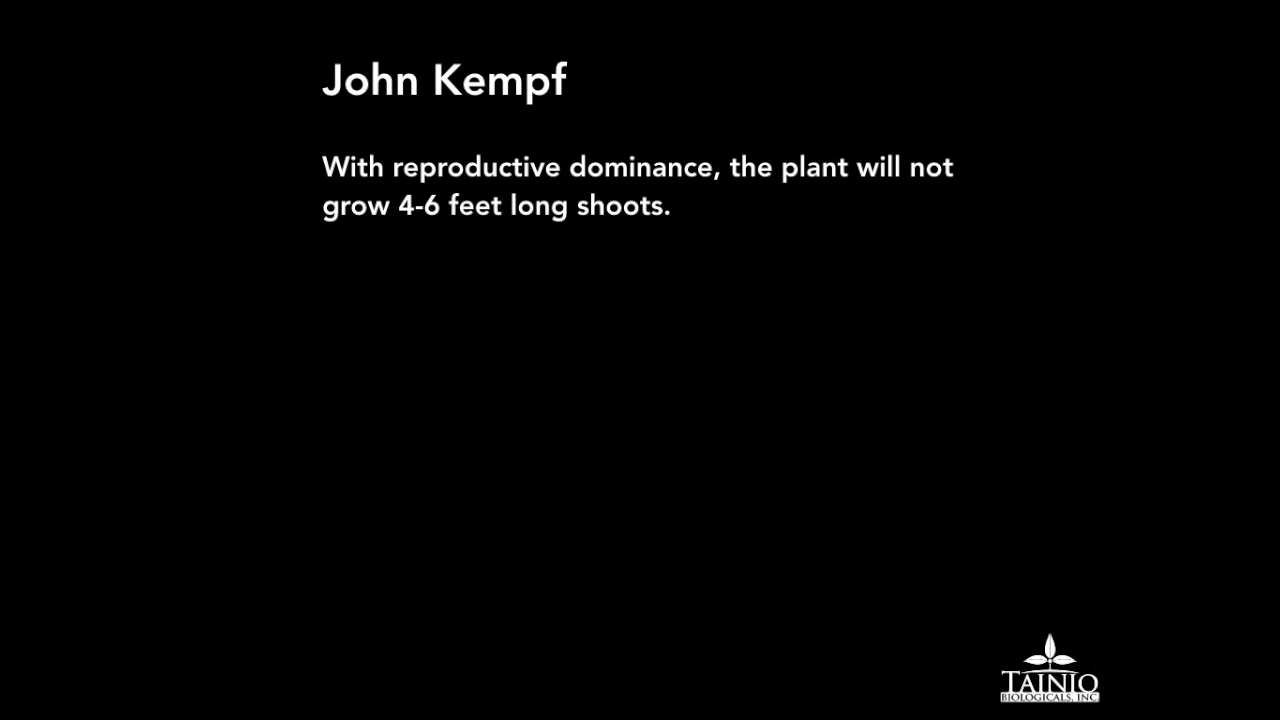 John Kempf
With reproductive dominance, the plant will not
grow 4-6 feet long shoots.
TAINIO
BIOLOGICALS, INC